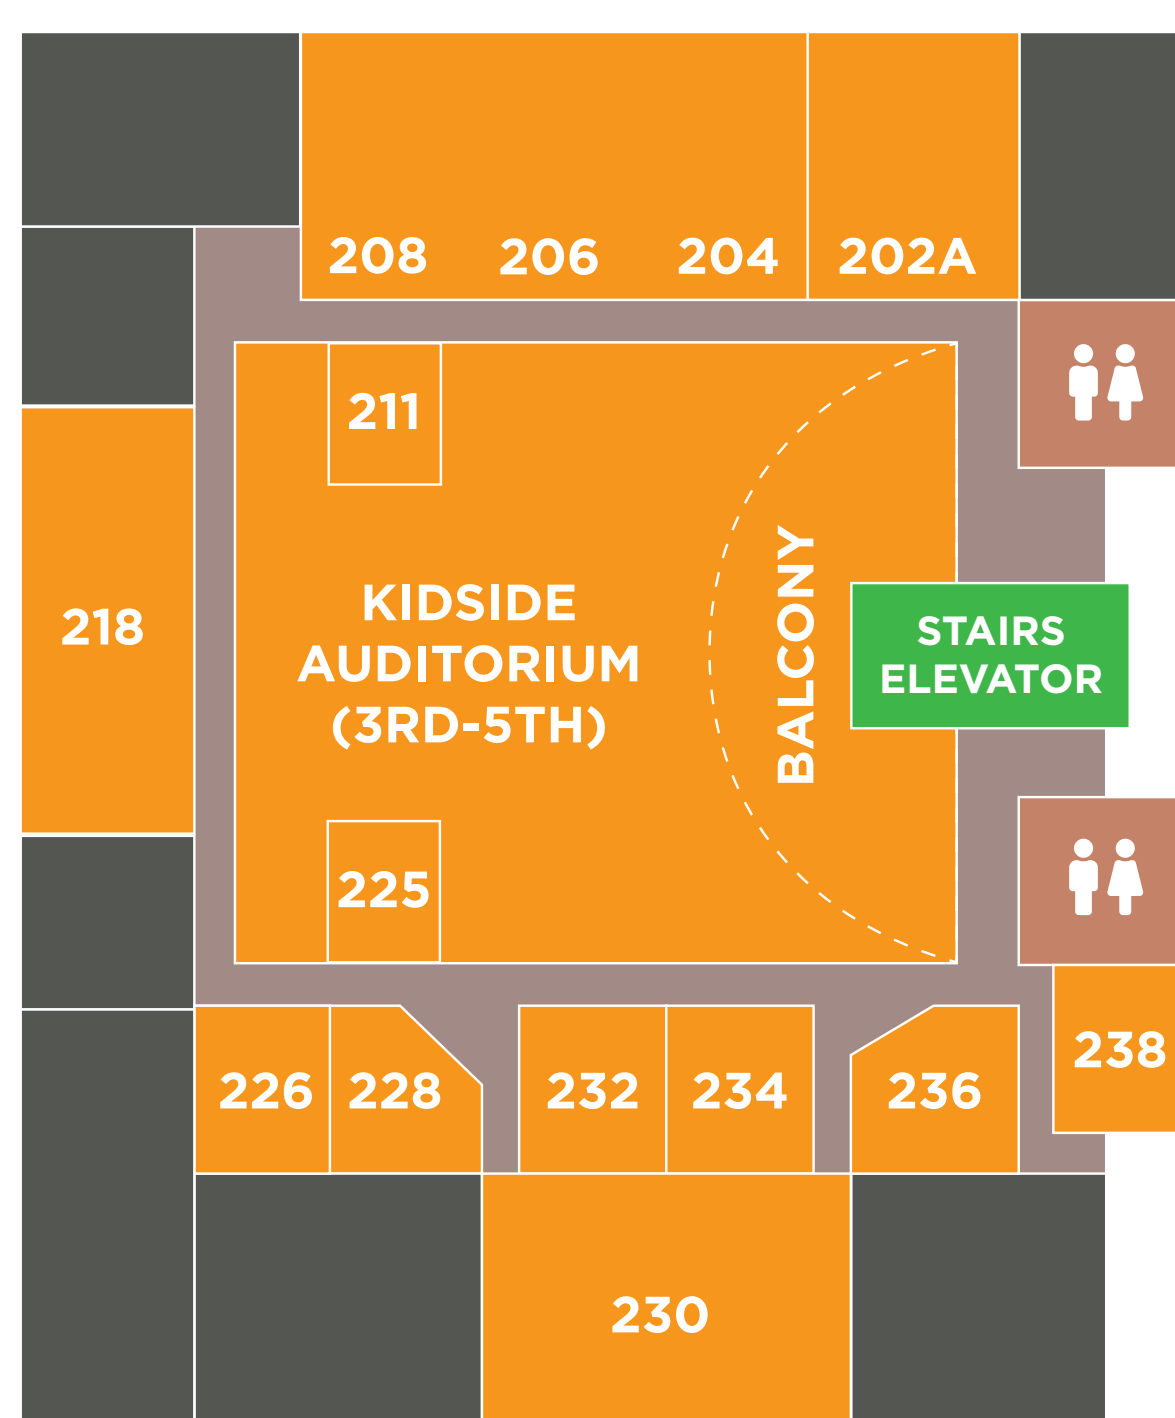 208 206 204 202A
211
218
KIDSIDE
AUDITORIUM
(3RD-5TH)
BALCONY
STAIRS
ELEVATOR
225
226 228 232 234 236 238
230